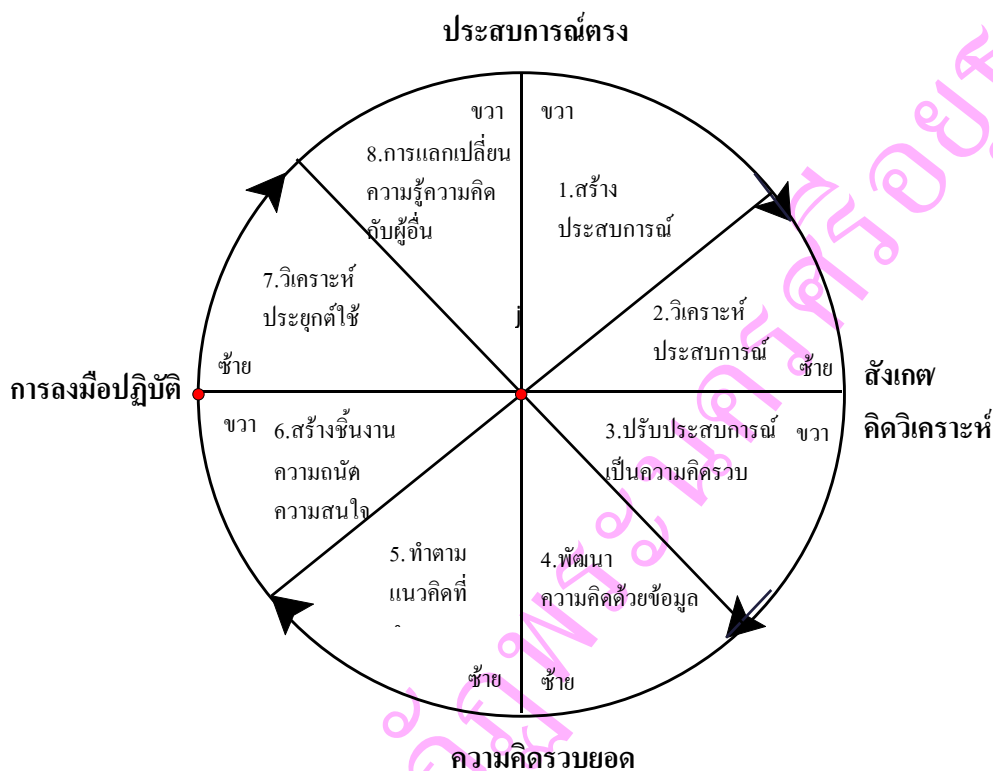 ประสบการณ์ตรง
ขวา
ขวา
8.การแลกเปลี่ยน
ความรู้ความคิด
กับผู้อื่น
1.สร้าง
ประสบการณ์
7.วิเคราะห์
ประยุกต์ใช้
j
2.วิเคราะห์
ประสบการณ์
ซ้าย
ซ้าย
การลงมือปฏิบัติ
สังเกต/
คิดวิเคราะห์
ขวา
6.สร้างชิ้นงาน
ความถนัด
ความสนใจ
3.ปรับประสบการณ์
เป็นความคิดรวบ
ขวา
5.ทำตาม
แนวคิดที่
4.พัฒนา
ความคิดด้วยข้อมูล
ซ้าย
ซ้าย
ความคิดรวบยอด